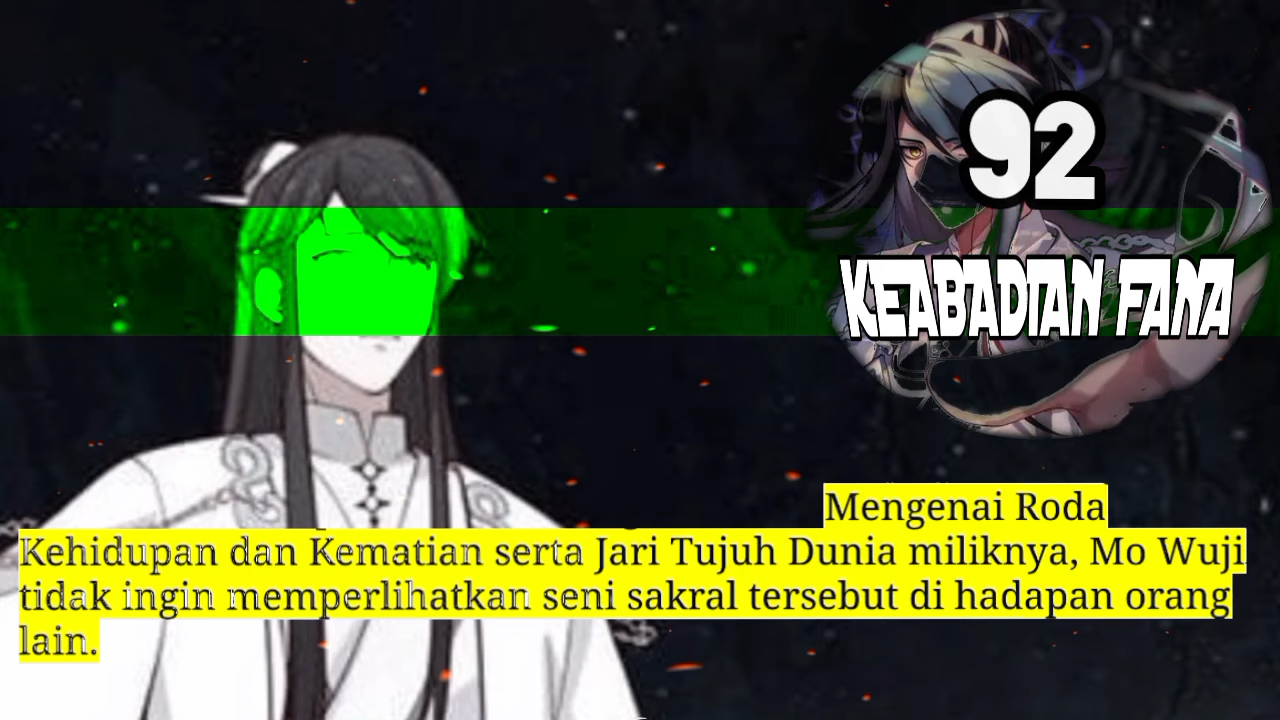 92
KEABADIAN FANA
Mengenai Roda
Kehidupan dan Kematian serta Jari Tujuh Dunia miliknya, Mo Wuji
tidak ingin memperlihatkan seni sakral tersebut di hadapan orang
lain.